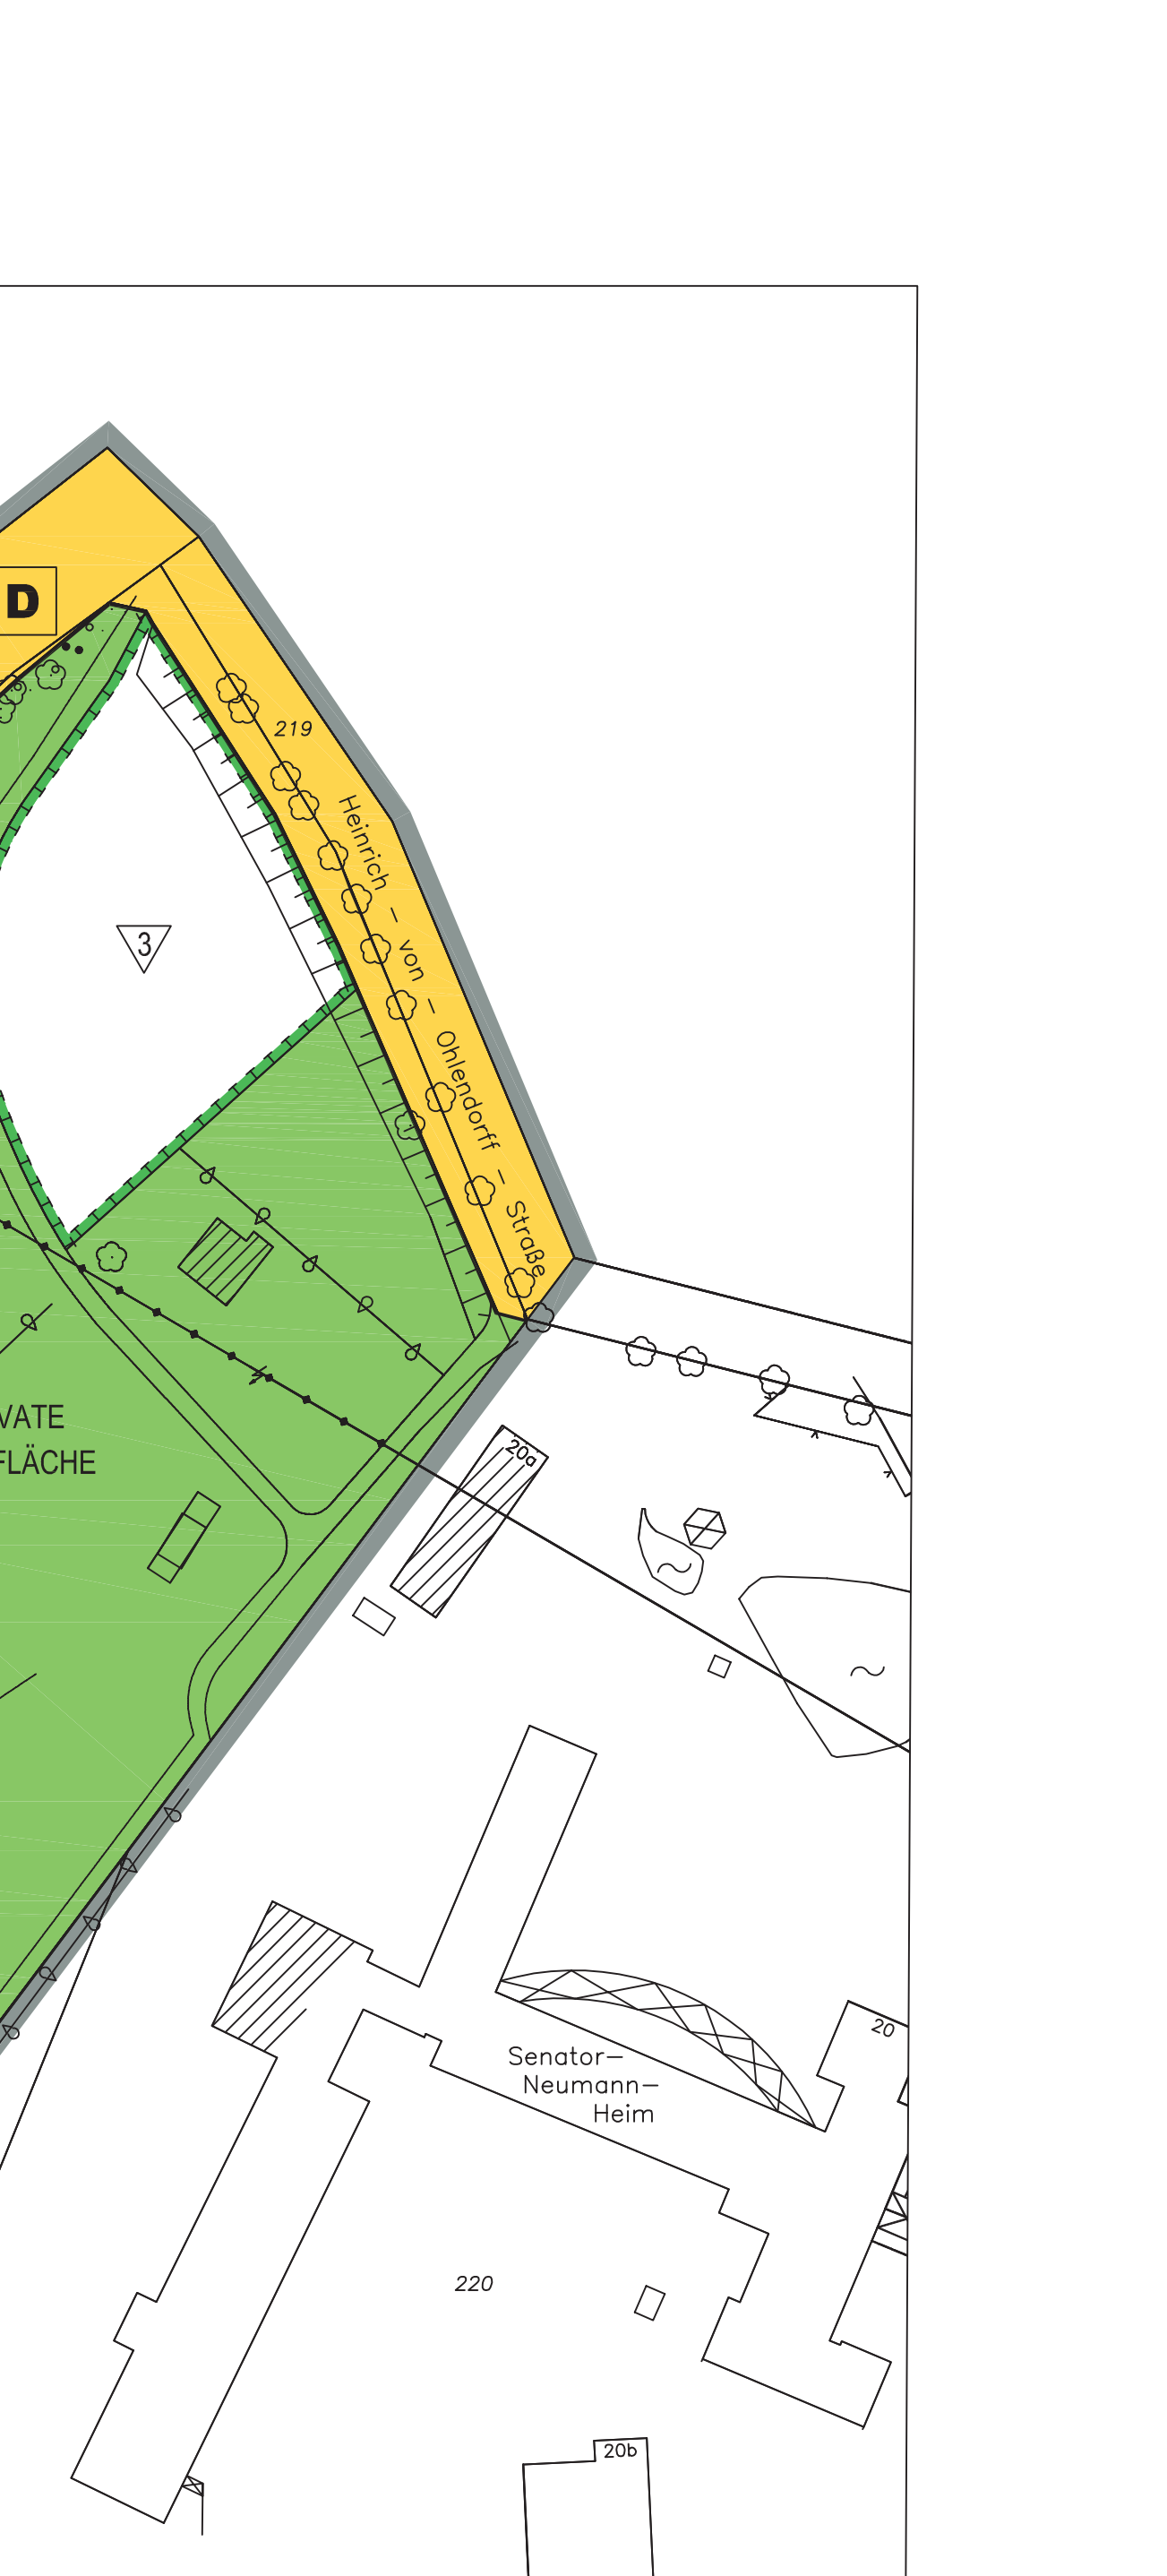 D
219
Heinrich – von – Ohlendorff – Straße
3
VATE
FLÄCHE
20a
20
Senator–
Neumann–
Heim
220
20b